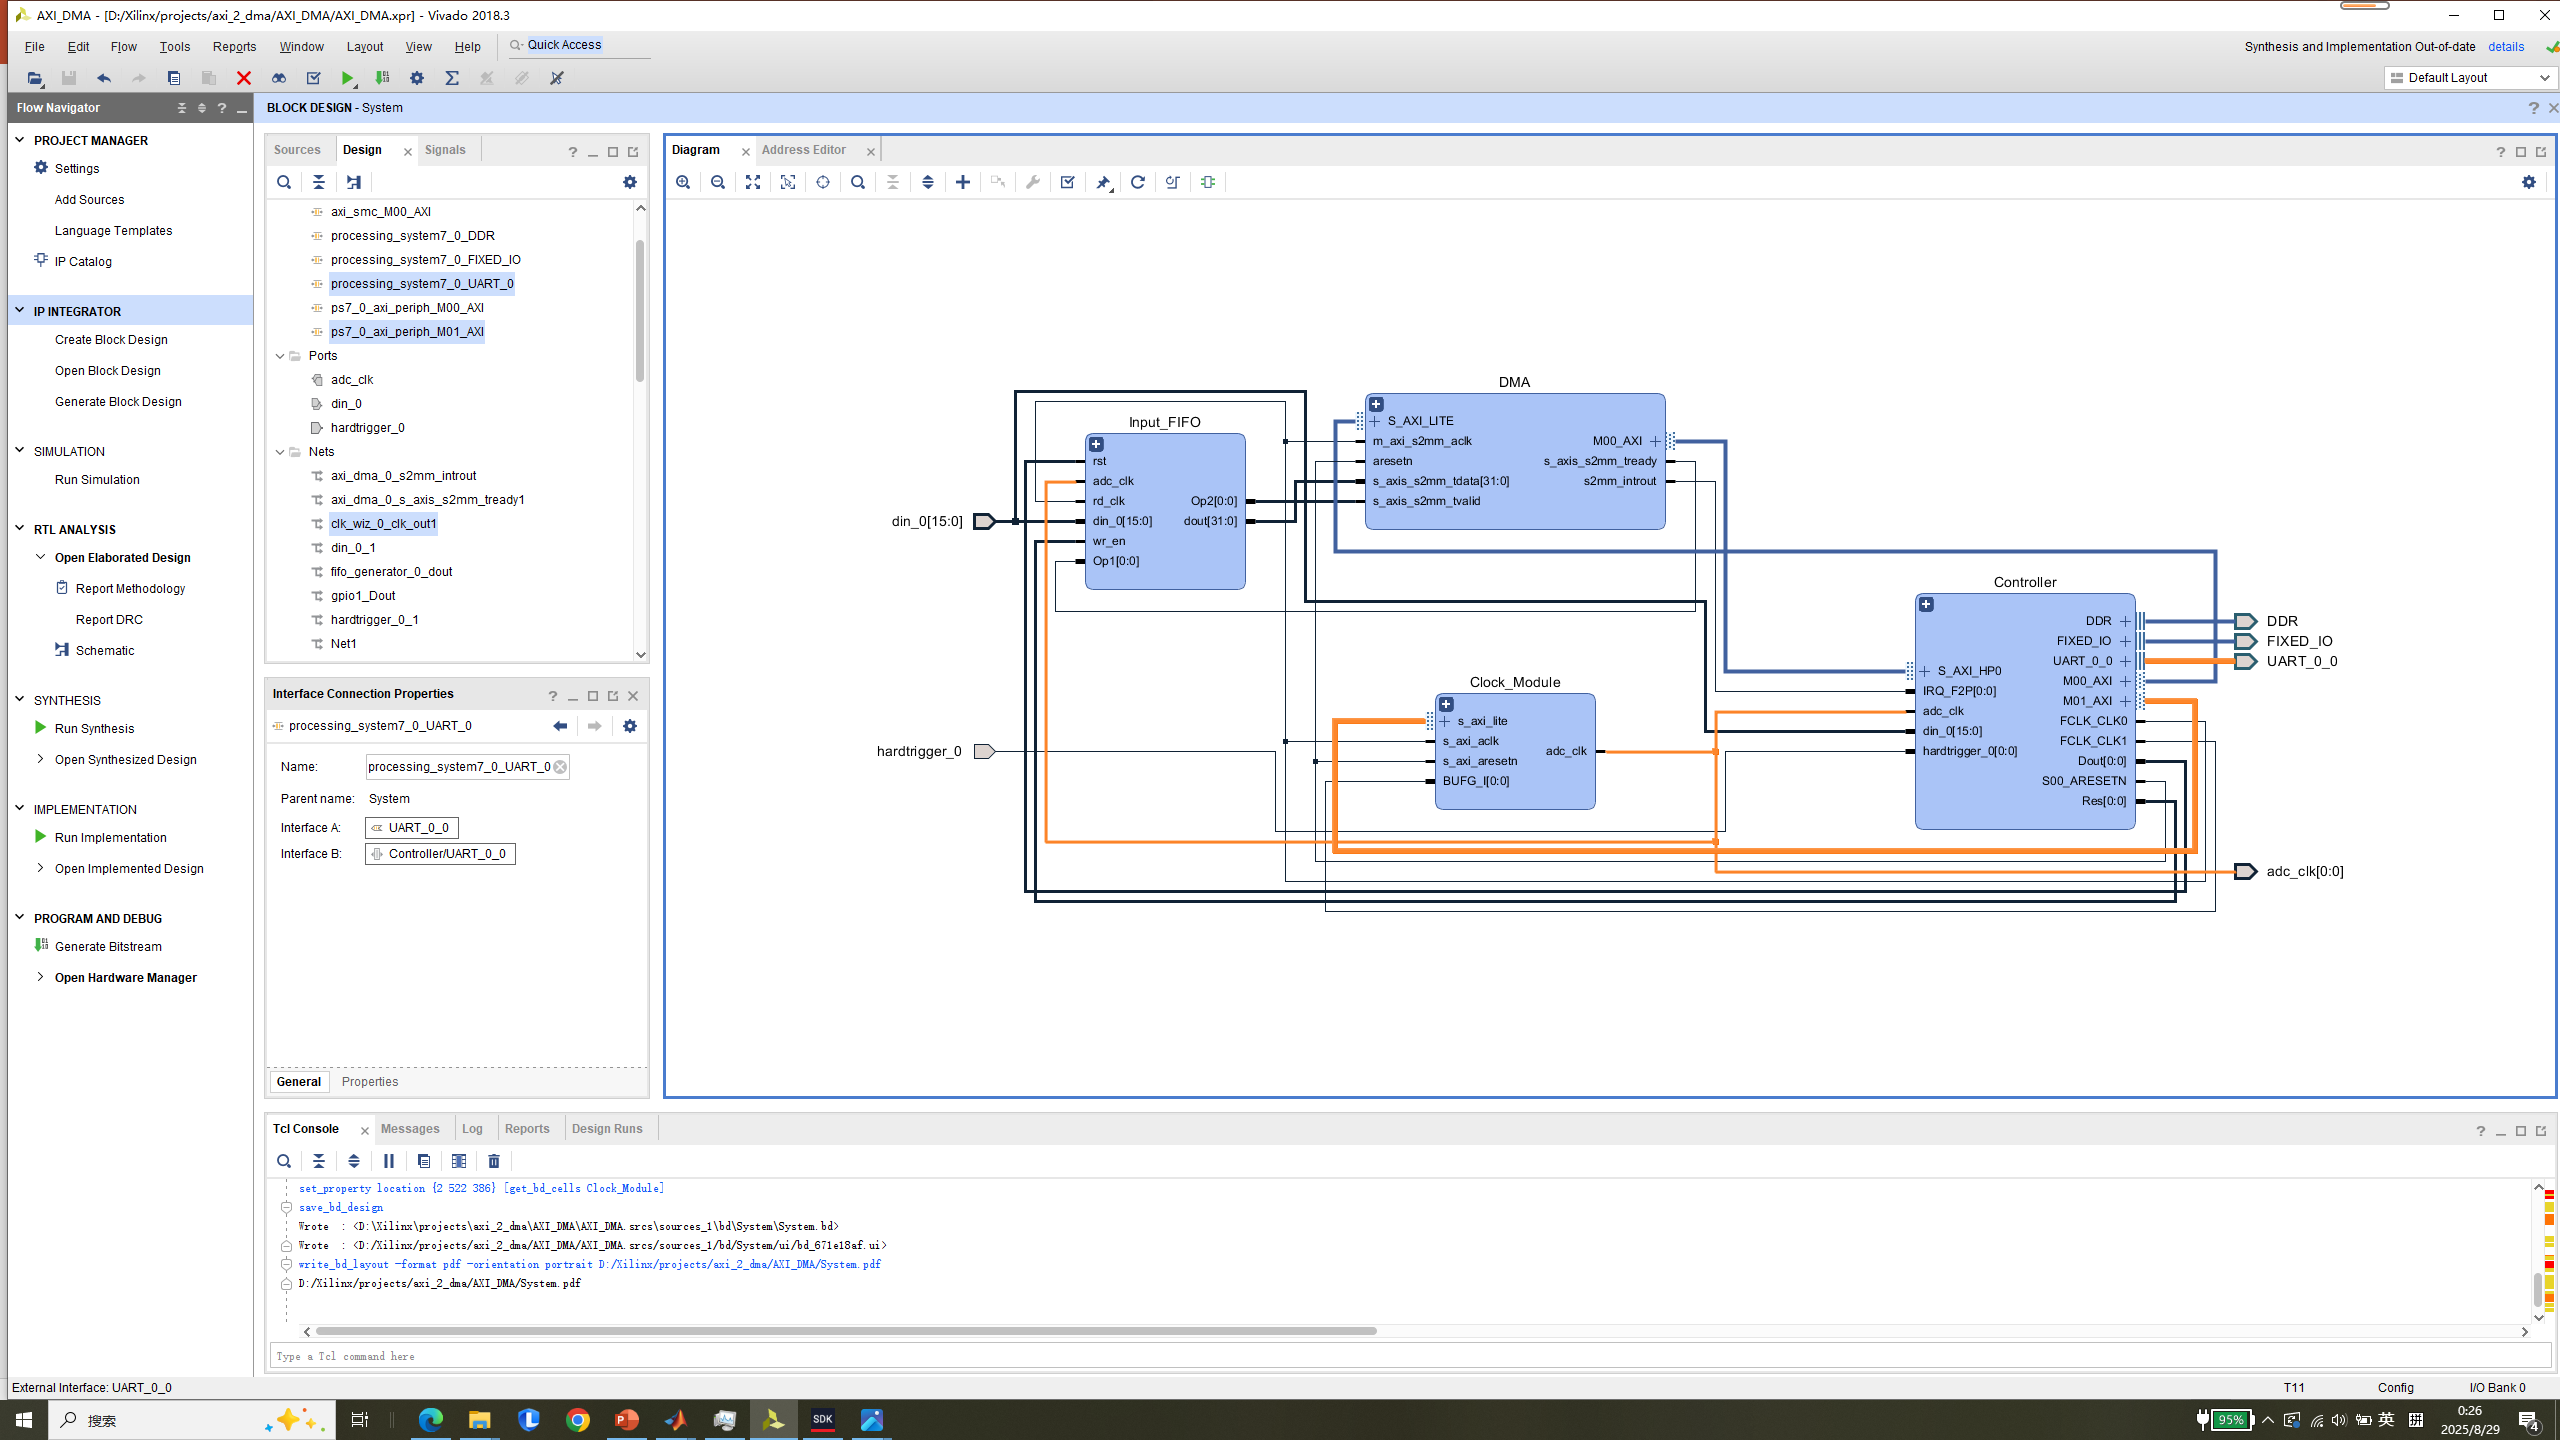 AXI_DMA - [D:/Xilinx/projects/axi_2_dma/AXI_DMA/AXI_DMA.xpr] - Vivado 2018.3
File Edit Flow Tools Reports Window Layout View Help Quick Access
Synthesis and Implementation Out-of-date details
Default Layout
Flow Navigator
PROJECT MANAGER
Settings
Add Sources
Language Templates
IP Catalog
IP INTEGRATOR
Create Block Design
Open Block Design
Generate Block Design
SIMULATION
Run Simulation
RTL ANALYSIS
Open Elaborated Design
Report Methodology
Report DRC
Schematic
SYNTHESIS
Run Synthesis
Open Synthesized Design
IMPLEMENTATION
Run Implementation
Open Implemented Design
PROGRAM AND DEBUG
Generate Bitstream
Open Hardware Manager
BLOCK DESIGN - System
Sources Design Signals
axi_smc_M00_AXI
processing_system7_0_DDR
processing_system7_0_FIXED_IO
processing_system7_0_UART_0
ps7_0_axi_periph_M00_AXI
ps7_0_axi_periph_M01_AXI
Ports
adc_clk
din_0
hardtrigger_0
Nets
axi_dma_0_s2mm_introut
axi_dma_0_s_axis_s2mm_tready1
clk_wiz_0_clk_out1
din_0_1
fifo_generator_0_dout
gpio1_Dout
hardtrigger_0_1
Net1
Interface Connection Properties
processing_system7_0_UART_0
Name: processing_system7_0_UART_0
Parent name: System
Interface A: UART_0_0
Interface B: Controller/UART_0_0
General Properties
Diagram Address Editor
din_0[15:0]
hardtrigger_0
Input_FIFO
rst
adc_clk
rd_clk
din_0[15:0]
wr_en
Op1[0:0]
Op2[0:0]
dout[31:0]
DMA
S_AXI_LITE
m_axi_s2mm_aclk
aresetn
s_axis_s2mm_tdata[31:0]
s_axis_s2mm_tvalid
M00_AXI
s_axis_s2mm_tready
s2mm_introut
Clock_Module
s_axi_lite
s_axi_aclk
s_axi_aresetn
BUFG_I[0:0]
adc_clk
Controller
S_AXI_HP0
IRQ_F2P[0:0]
adc_clk
din_0[15:0]
hardtrigger_0[0:0]
DDR
FIXED_IO
UART_0_0
M00_AXI
M01_AXI
FCLK_CLK0
FCLK_CLK1
Dout[0:0]
S00_ARESETN
Res[0:0]
DDR
FIXED_IO
UART_0_0
adc_clk[0:0]
Tcl Console Messages Log Reports Design Runs
set_property location {2 522 386} [get_bd_cells Clock_Module]
save_bd_design
Wrote : <D:\Xilinx\projects\axi_2_dma\AXI_DMA\AXI_DMA.srcs\sources_1\bd\System\System.bd>
Wrote : <D:/Xilinx/projects/axi_2_dma/AXI_DMA/AXI_DMA.srcs/sources_1/bd/System/ui/bd_671e18af.ui>
write_bd_layout -format pdf -orientation portrait D:/Xilinx/projects/axi_2_dma/AXI_DMA/System.pdf
D:/Xilinx/projects/axi_2_dma/AXI_DMA/System.pdf
Type a Tcl command here
External Interface: UART_0_0
T11 Config I/O Bank 0
搜索
SDK
95%
英
拼
0:26
2025/8/29
4